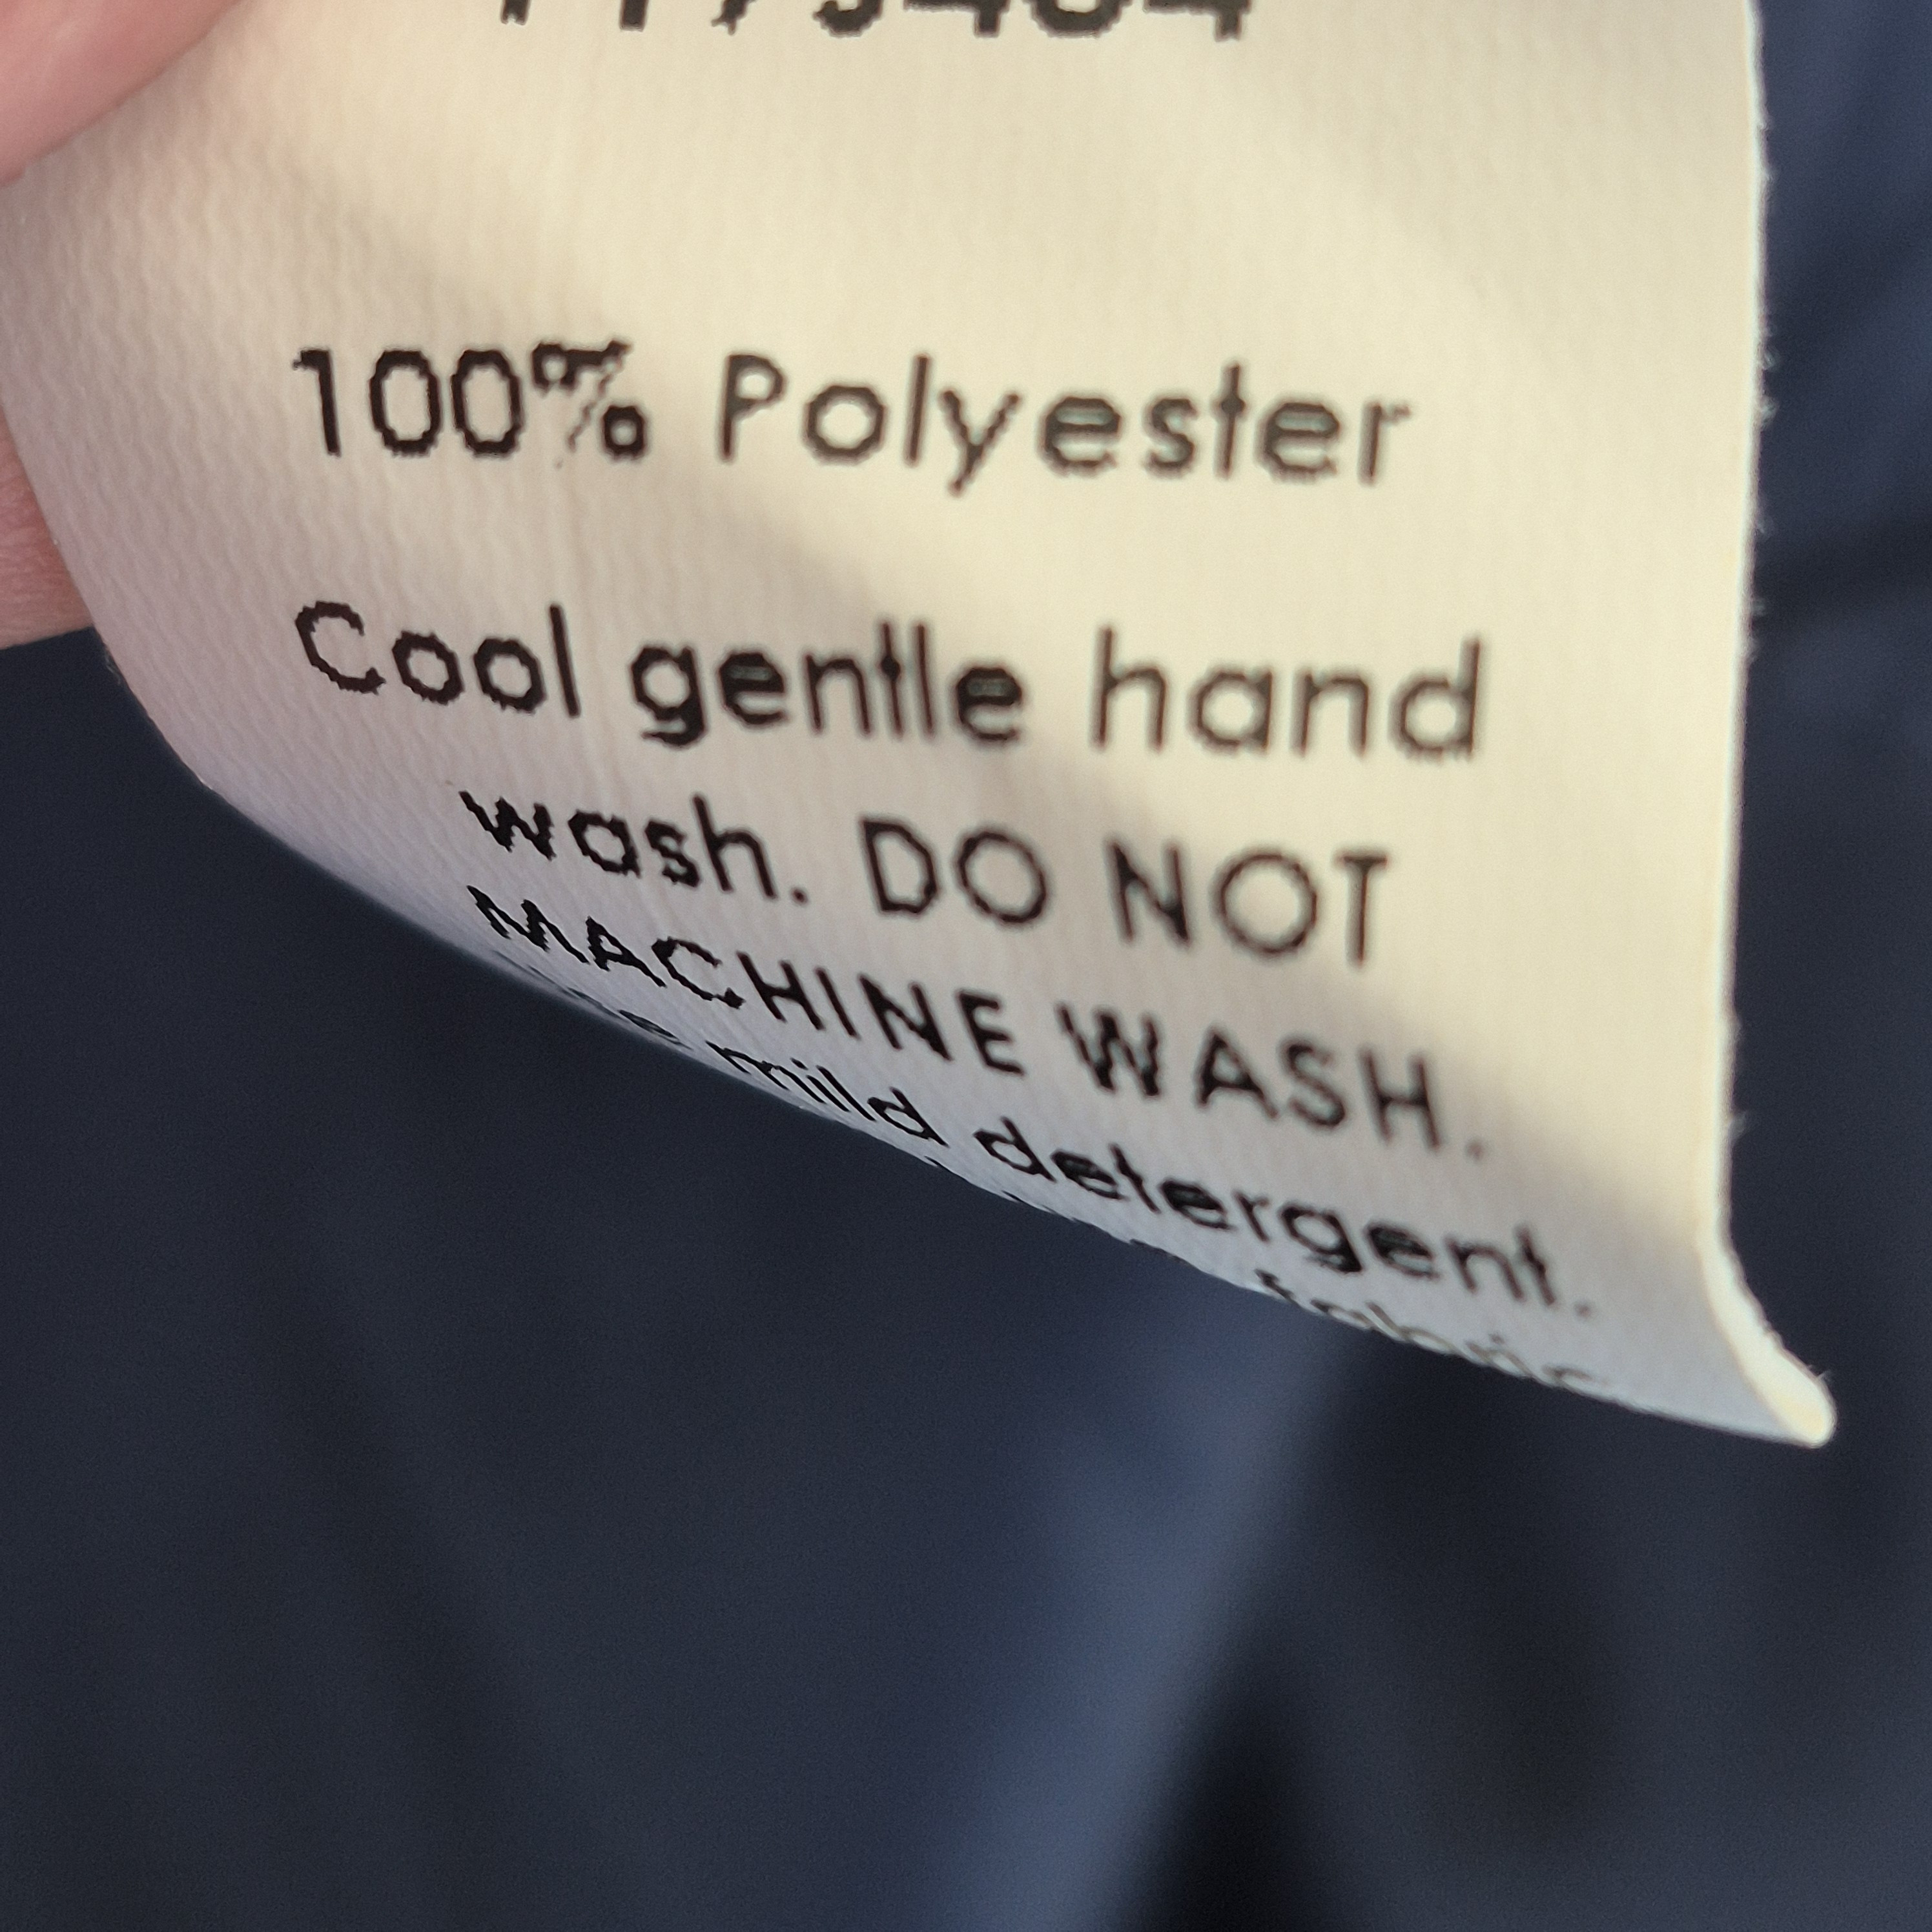 100% Polyester
Cool gentle hand
wash. DO NOT
MACHINE WASH.
mild detergent.